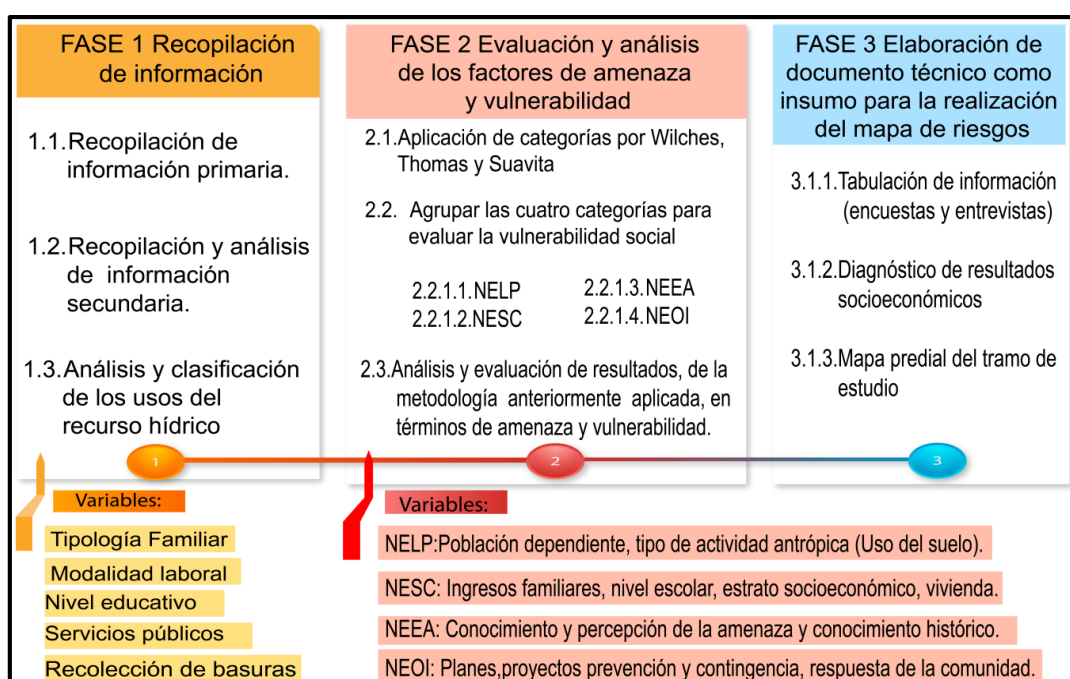 FASE 1 Recopilación
de información
1.1.Recopilación de
información primaria.
1.2.Recopilación y análisis
de información
secundaria.
1.3.Análisis y clasificación
de los usos del
recurso hídrico
FASE 2 Evaluación y análisis
de los factores de amenaza
y vulnerabilidad
2.1.Aplicación de categorías por Wilches,
Thomas y Suavita
2.2. Agrupar las cuatro categorías para
evaluar la vulnerabilidad social
2.2.1.1.NELP
2.2.1.2.NESC
2.2.1.3.NEEA
2.2.1.4.NEOI
2.3.Análisis y evaluación de resultados, de la
metodología anteriormente aplicada, en
términos de amenaza y vulnerabilidad.
FASE 3 Elaboración de
documento técnico como
insumo para la realización
del mapa de riesgos
3.1.1.Tabulación de información
(encuestas y entrevistas)
3.1.2.Diagnóstico de resultados
socioeconómicos
3.1.3.Mapa predial del tramo de
estudio
1
2
3
Variables:
Tipología Familiar
Modalidad laboral
Nivel educativo
Servicios públicos
Recolección de basuras
Variables:
NELP:Población dependiente, tipo de actividad antrópica (Uso del suelo).
NESC: Ingresos familiares, nivel escolar, estrato socioeconómico, vivienda.
NEEA: Conocimiento y percepción de la amenaza y conocimiento histórico.
NEOI: Planes,proyectos prevención y contingencia, respuesta de la comunidad.